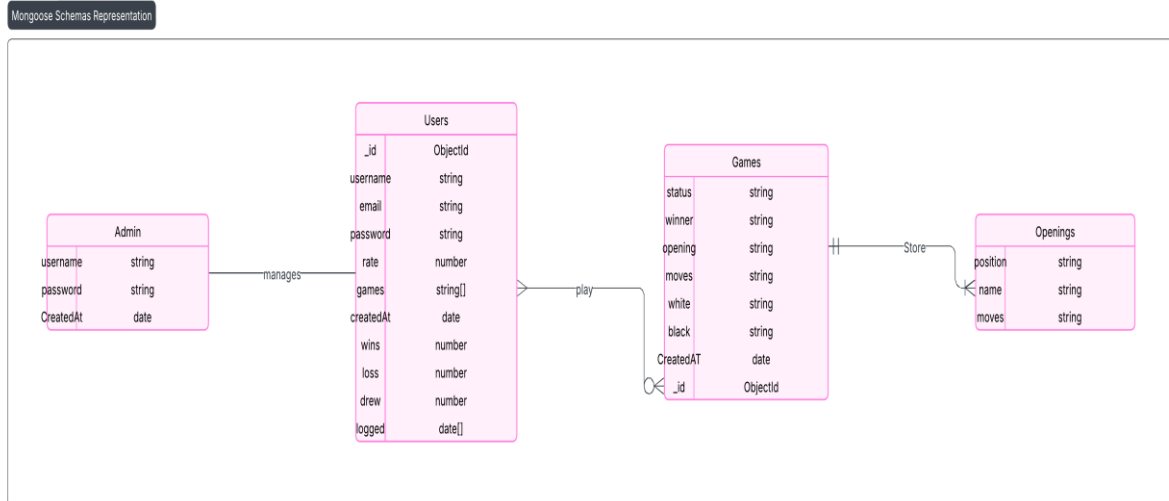 Mongoose Schemas Representation
Users
_id ObjectId
username string
email string
password string
rate number
games string[]
createdAt date
wins number
loss number
drew number
logged date[]
Admin
username string
password string
CreatedAt date
manages
play
Games
status string
winner string
opening string
moves string
white string
black string
CreatedAT date
_id ObjectId
Store
Openings
position string
name string
moves string